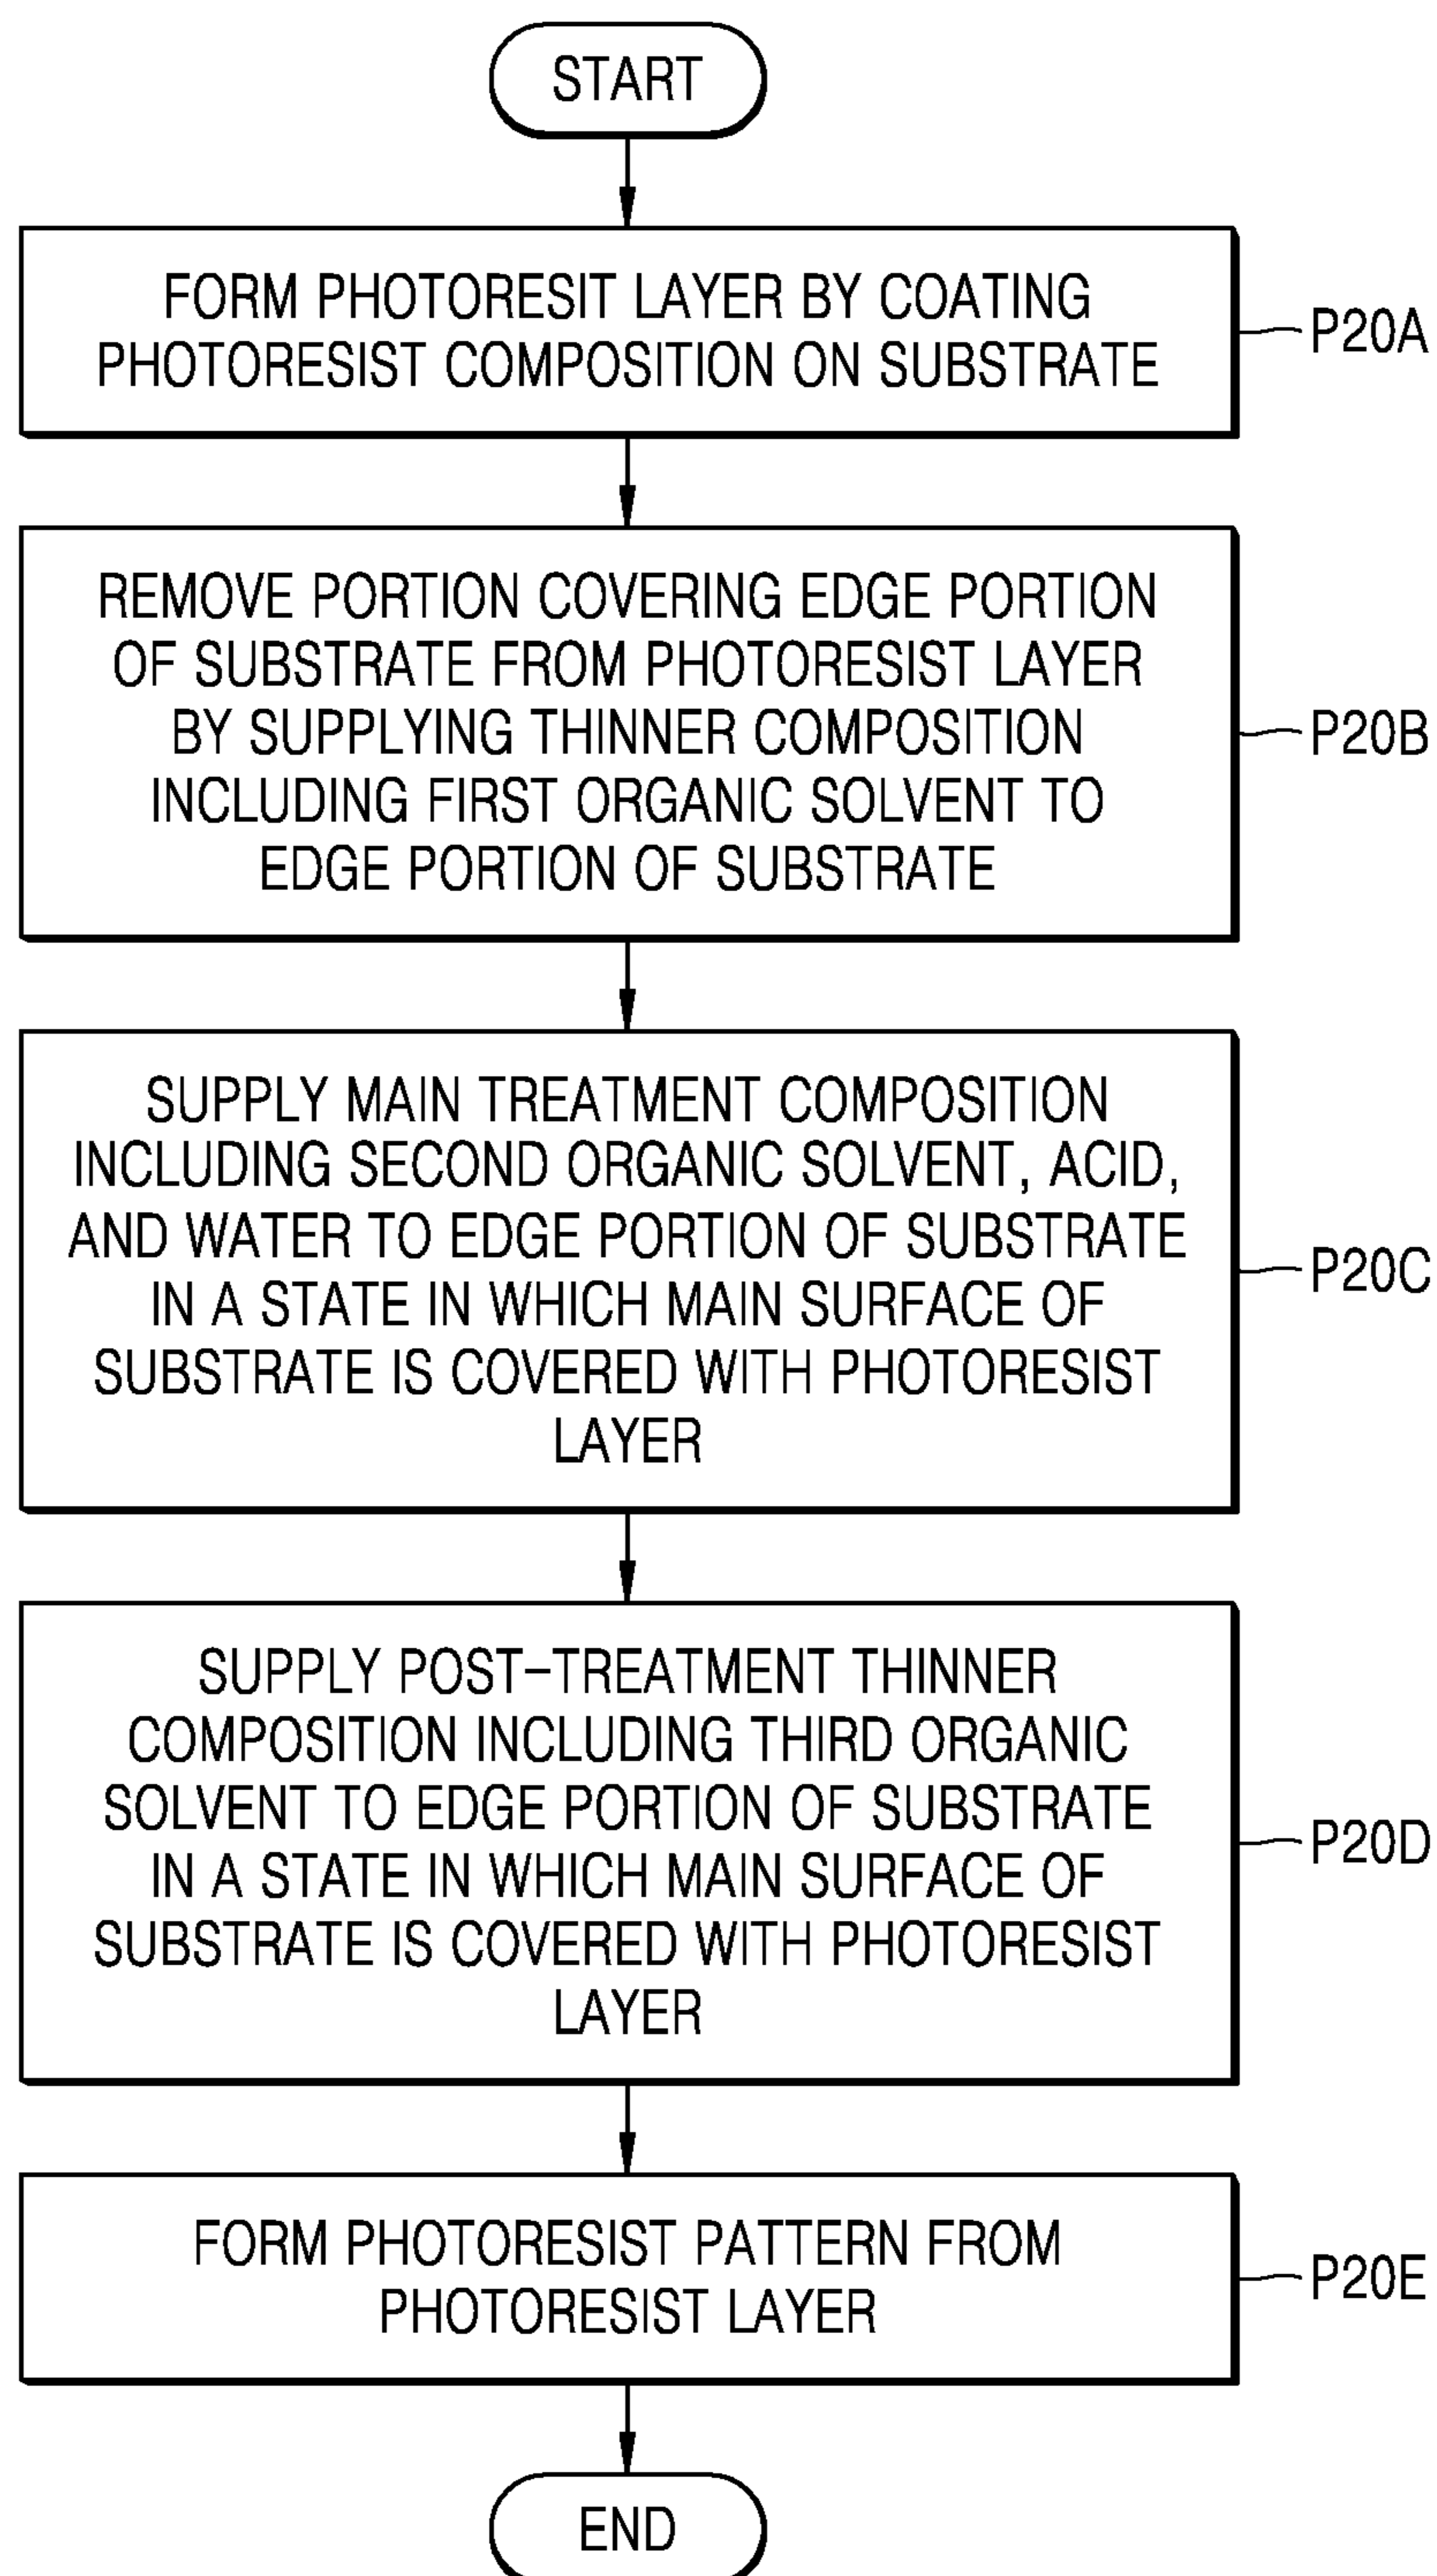 START
FORM PHOTORESIT LAYER BY COATING
PHOTORESIST COMPOSITION ON SUBSTRATE
P20A
REMOVE PORTION COVERING EDGE PORTION
OF SUBSTRATE FROM PHOTORESIST LAYER
BY SUPPLYING THINNER COMPOSITION
INCLUDING FIRST ORGANIC SOLVENT TO
EDGE PORTION OF SUBSTRATE
P20B
SUPPLY MAIN TREATMENT COMPOSITION
INCLUDING SECOND ORGANIC SOLVENT, ACID,
AND WATER TO EDGE PORTION OF SUBSTRATE
IN A STATE IN WHICH MAIN SURFACE OF
SUBSTRATE IS COVERED WITH PHOTORESIST
LAYER
P20C
SUPPLY POST-TREATMENT THINNER
COMPOSITION INCLUDING THIRD ORGANIC
SOLVENT TO EDGE PORTION OF SUBSTRATE
IN A STATE IN WHICH MAIN SURFACE OF
SUBSTRATE IS COVERED WITH PHOTORESIST
LAYER
P20D
FORM PHOTORESIST PATTERN FROM
PHOTORESIST LAYER
P20E
END